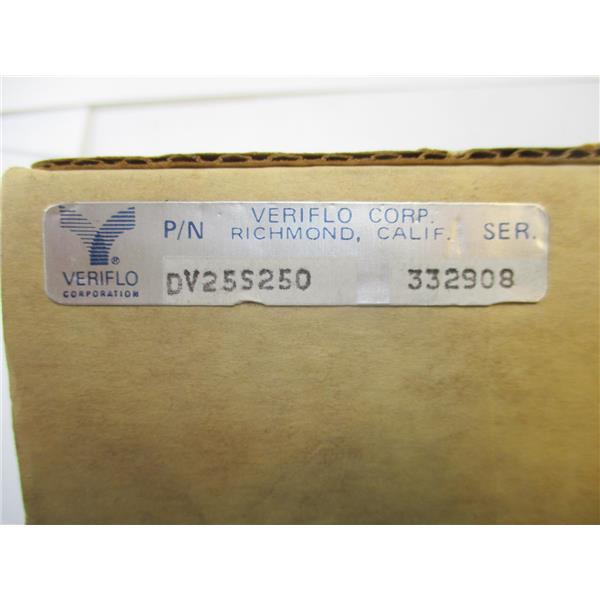 VERIFLO CORP.
P/N RICHMOND, CALIF. SER.
VERIFLO ®
CORPORATION
DV25S250 332908